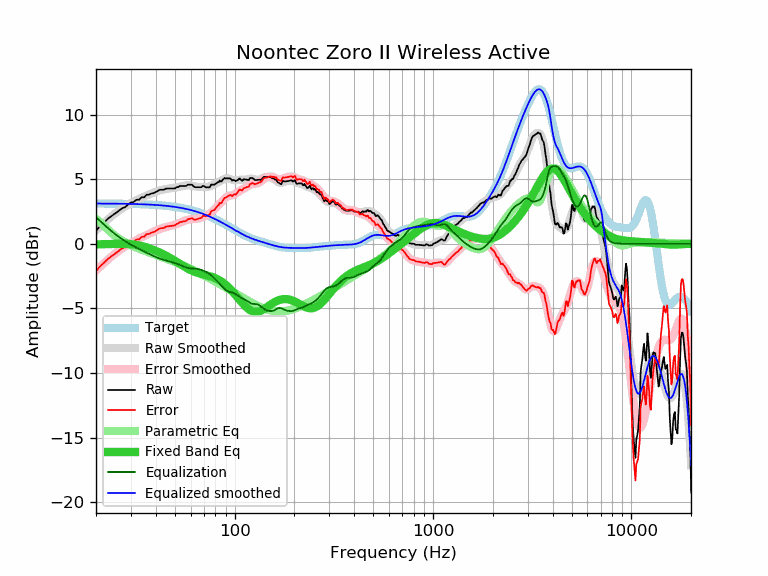 Noontec Zoro II Wireless Active
10
5
0
−5
−10
−15
−20
Amplitude (dBr)
Target
Raw Smoothed
Error Smoothed
Raw
Error
Parametric Eq
Fixed Band Eq
Equalization
Equalized smoothed
100
1000
10000
Frequency (Hz)